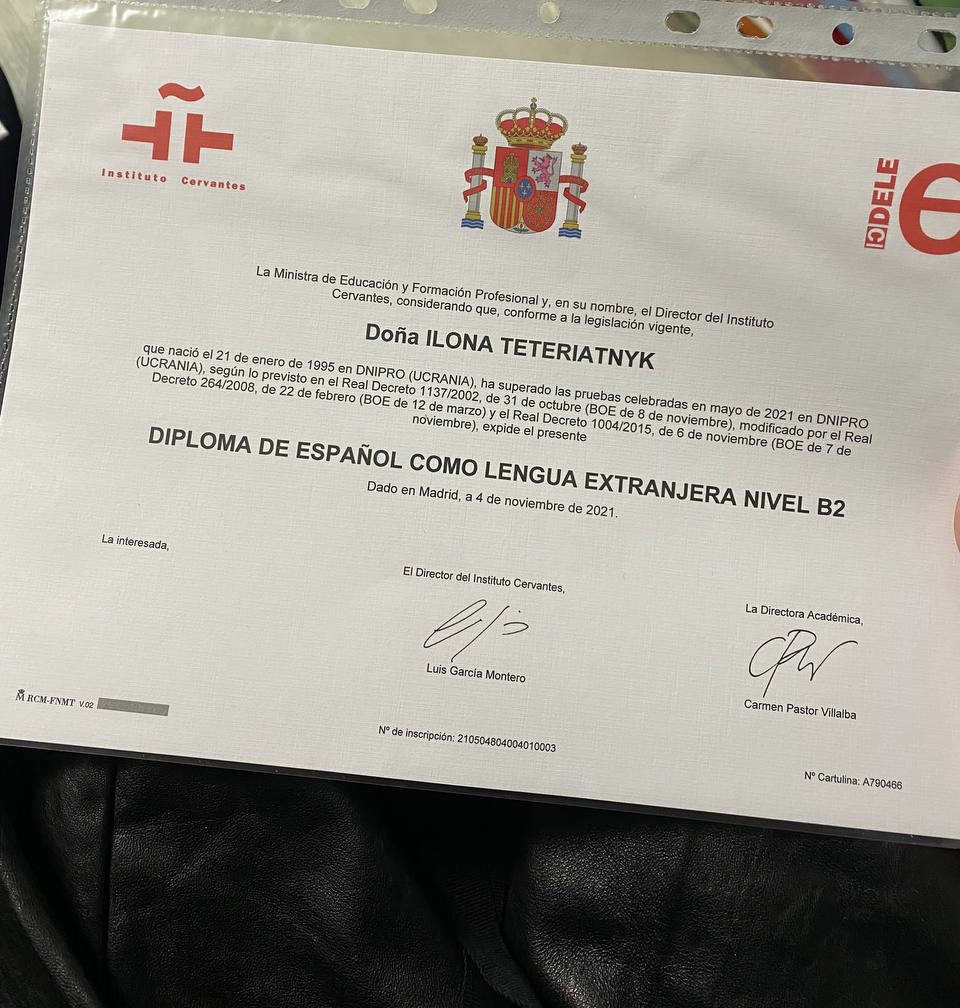 Instituto Cervantes
DELE
e
La Ministra de Educación y Formación Profesional y, en su nombre, el Director del Instituto
Cervantes, considerando que, conforme a la legislación vigente,
Doña ILONA TETERIATNYK
que nació el 21 de enero de 1995 en DNIPRO (UCRANIA), ha superado las pruebas celebradas en mayo de 2021 en DNIPRO
(UCRANIA), según lo previsto en el Real Decreto 1137/2002, de 31 de octubre (BOE de 8 de noviembre), modificado por el Real
Decreto 264/2008, de 22 de febrero (BOE de 12 de marzo) y el Real Decreto 1004/2015, de 6 de noviembre (BOE de 7 de
noviembre), expide el presente
DIPLOMA DE ESPAÑOL COMO LENGUA EXTRANJERA NIVEL B2
Dado en Madrid, a 4 de noviembre de 2021.
La interesada,
El Director del Instituto Cervantes,
La Directora Académica,
Luis García Montero
Carmen Pastor Villalba
RCM-FNMT V.02
Nº de inscripción: 210504804004010003
Nº Cartulina: A790466